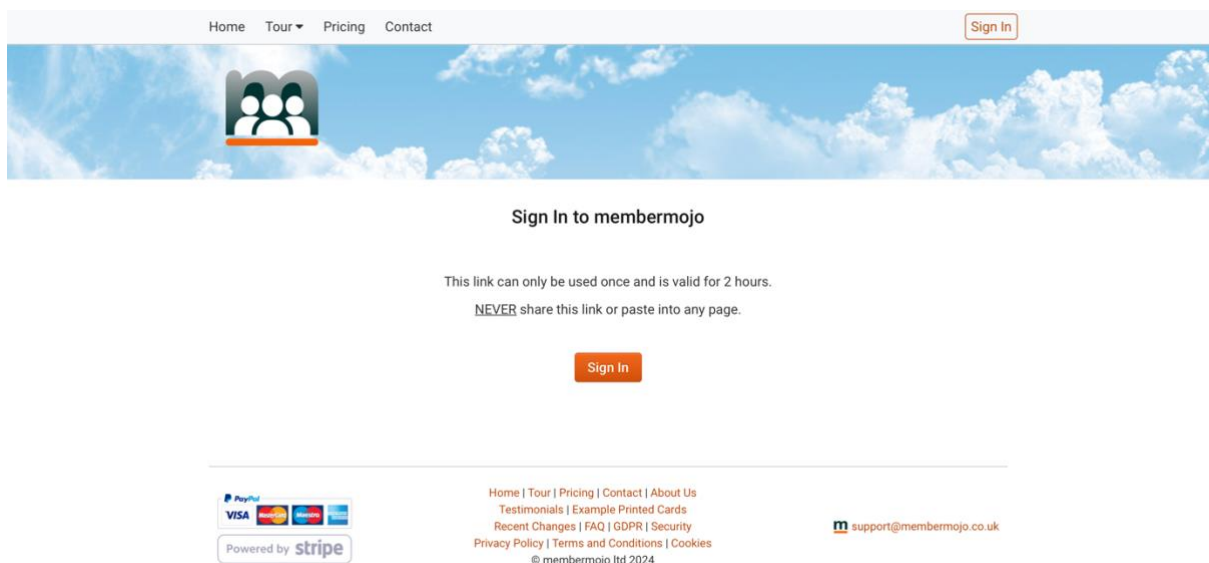 Home Tour Pricing Contact Sign In
Sign In to membermojo
This link can only be used once and is valid for 2 hours.
NEVER share this link or paste into any page.
Sign In
PayPal
VISA MasterCard Maestro
Powered by stripe
Home | Tour | Pricing | Contact | About Us
Testimonials | Example Printed Cards
Recent Changes | FAQ | GDPR | Security
Privacy Policy | Terms and Conditions | Cookies
© membermojo ltd 2024
m support@membermojo.co.uk